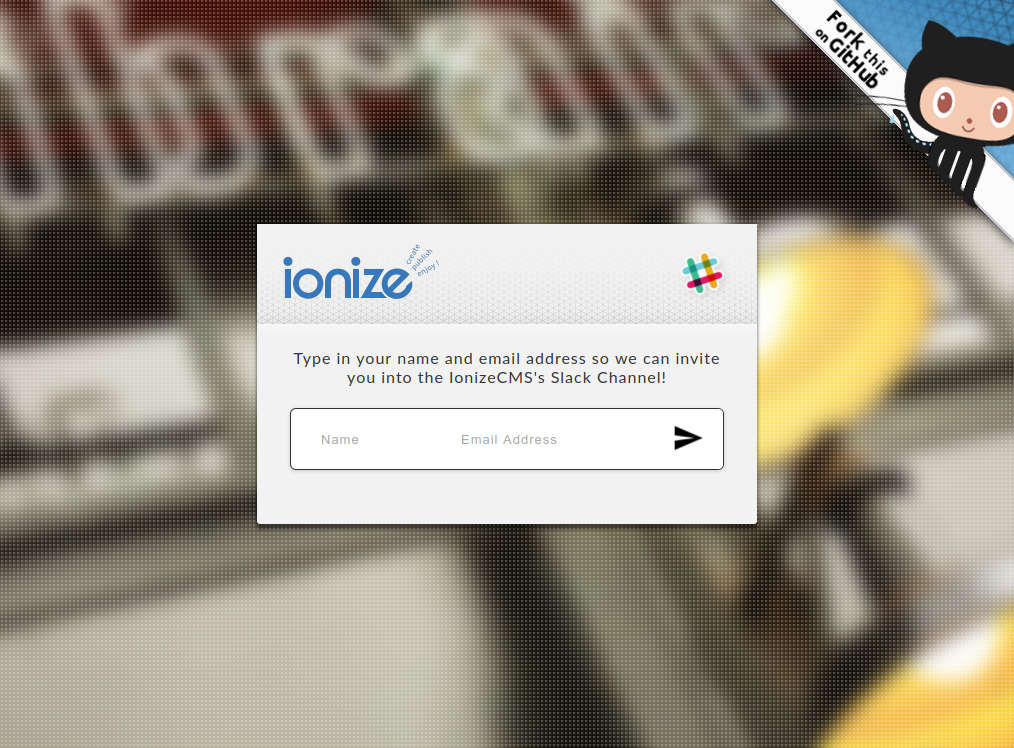 Fork this
on GitHub
ionize
create
publish
enjoy !
Type in your name and email address so we can invite
you into the IonizeCMS's Slack Channel!
Name Email Address